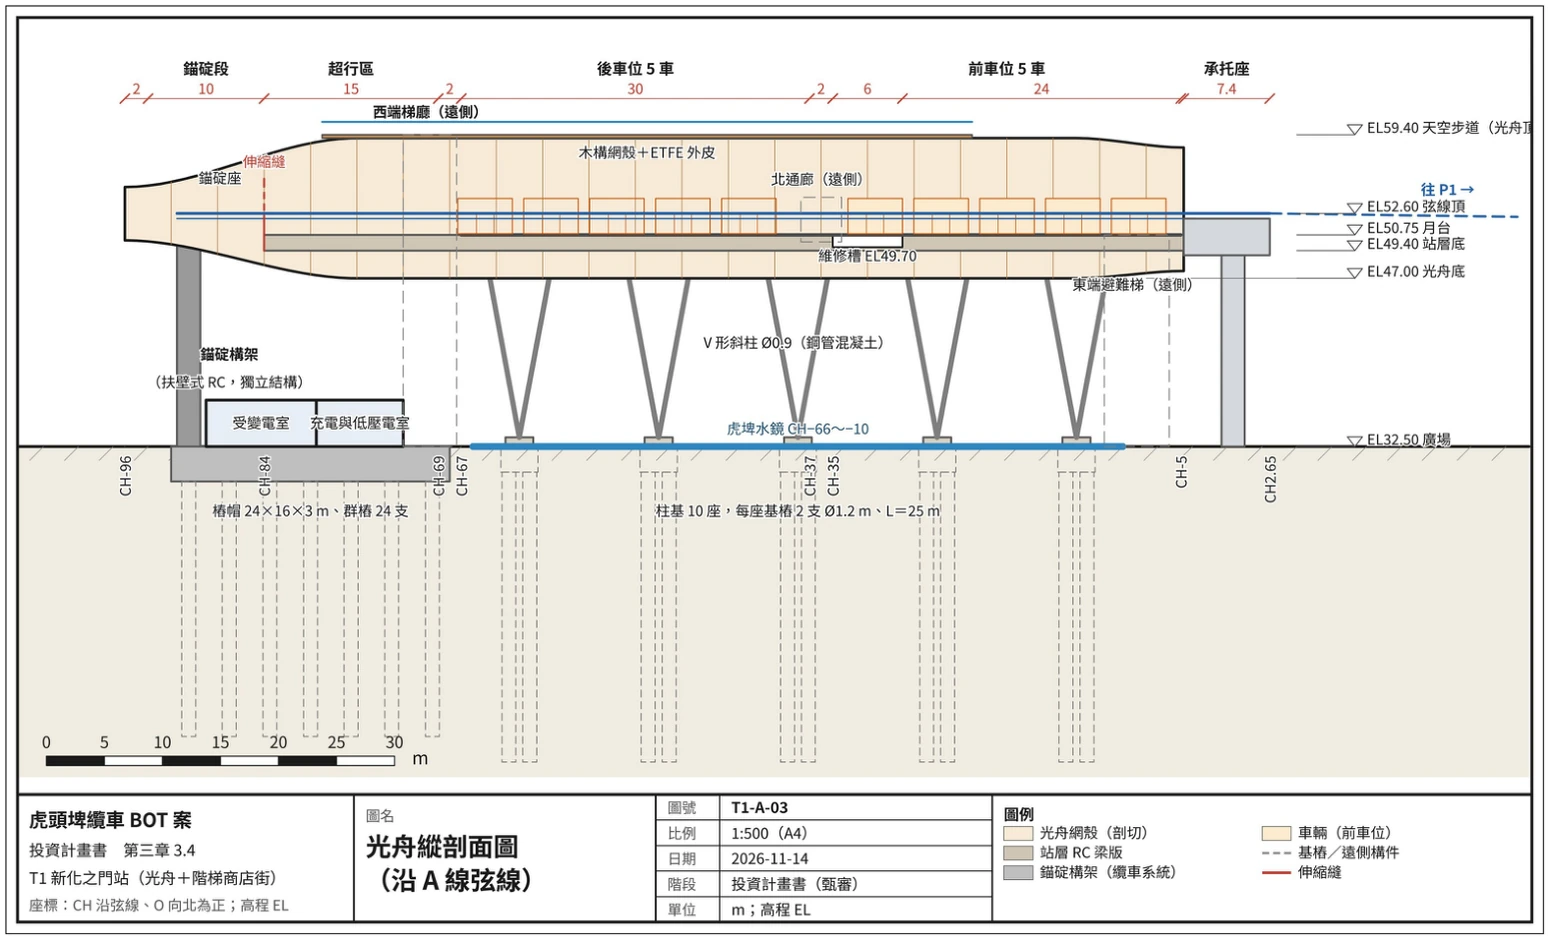 錨碇段
超行區
後車位 5 車
前車位 5 車
承托座
2
10
15
2
30
2
6
24
7.4
西端梯廳（遠側）
EL59.40 天空步道（光舟頂
木構網殼＋ETFE 外皮
伸縮縫
錨碇座
北通廊（遠側）
往 P1 →
EL52.60 弦線頂
EL50.75 月台
EL49.40 站層底
維修槽 EL49.70
EL47.00 光舟底
東端避難梯（遠側）
V 形斜柱 Ø0.9（鋼管混凝土）
錨碇構架
（扶壁式 RC，獨立結構）
受變電室
充電與低壓電室
虎埤水鏡 CH−66～−10
EL32.50 廣場
CH-96
CH-84
CH-69
CH-67
CH-37
CH-35
CH-5
CH2.65
樁帽 24×16×3 m、群樁 24 支
柱基 10 座，每座基樁 2 支 Ø1.2 m、L＝25 m
0 5 10 15 20 25 30 m
虎頭埤纜車 BOT 案
投資計畫書　第三章 3.4
T1 新化之門站（光舟＋階梯商店街）
座標：CH 沿弦線、O 向北為正；高程 EL
圖名
光舟縱剖面圖
（沿 A 線弦線）
圖號 T1-A-03
比例 1:500（A4）
日期 2026-11-14
階段 投資計畫書（甄審）
單位 m；高程 EL
圖例
光舟網殼（剖切）
站層 RC 梁版
錨碇構架（纜車系統）
車輛（前車位）
基樁／遠側構件
伸縮縫